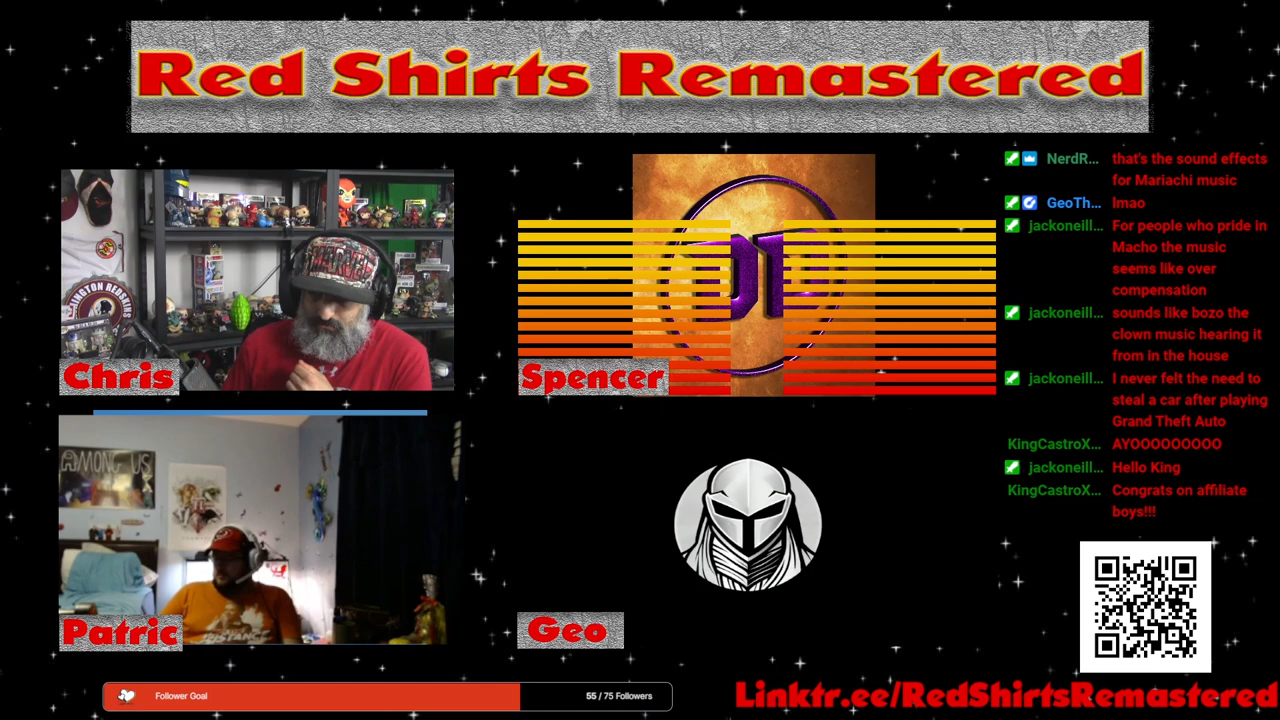 Red Shirts Remastered
NerdR... that's the sound effects
for Mariachi music
GeoTh... lmao
jackoneill... For people who pride in
Macho the music
seems like over
compensation
jackoneill... sounds like bozo the
clown music hearing it
from in the house
jackoneill... I never felt the need to
steal a car after playing
Grand Theft Auto
KingCastroX... AYOOOOOOOOO
jackoneill... Hello King
KingCastroX... Congrats on affiliate
boys!!!
Chris
Spencer
AMONG US
Patric
Geo
Follower Goal 55 / 75 Followers
Linktr.ee/RedShirtsRemastered